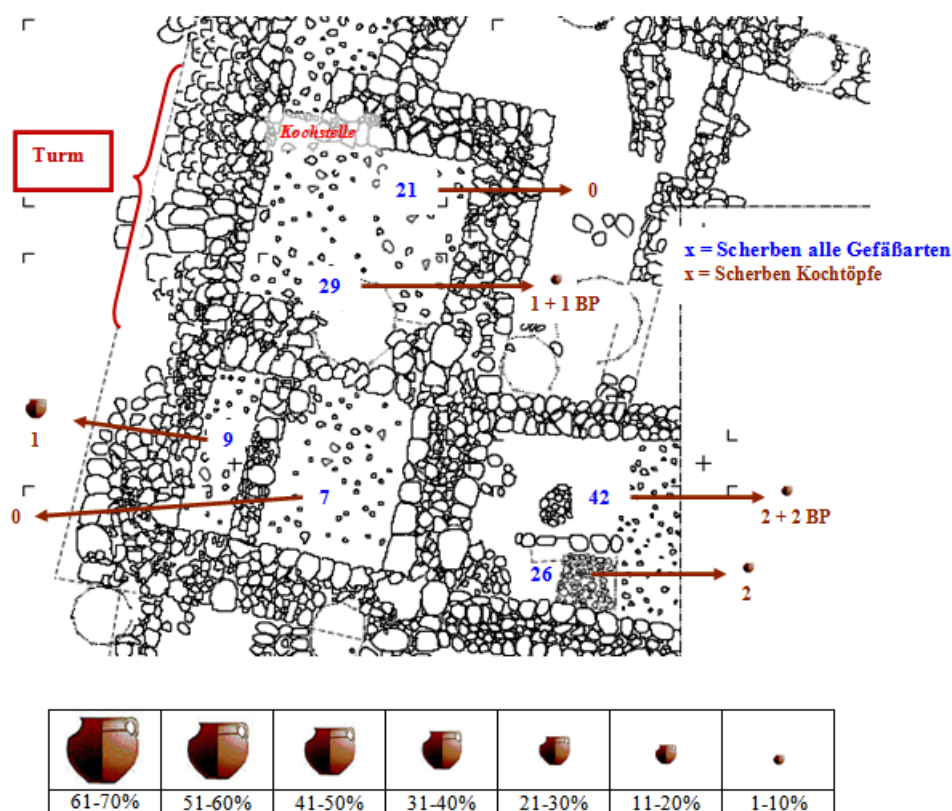 Kochstelle
Turm
21
0
x = Scherben alle Gefäßarten
x = Scherben Kochtöpfe
29
1 + 1 BP
1
9
7
0
42
2 + 2 BP
26
2
61-70% 51-60% 41-50% 31-40% 21-30% 11-20% 1-10%